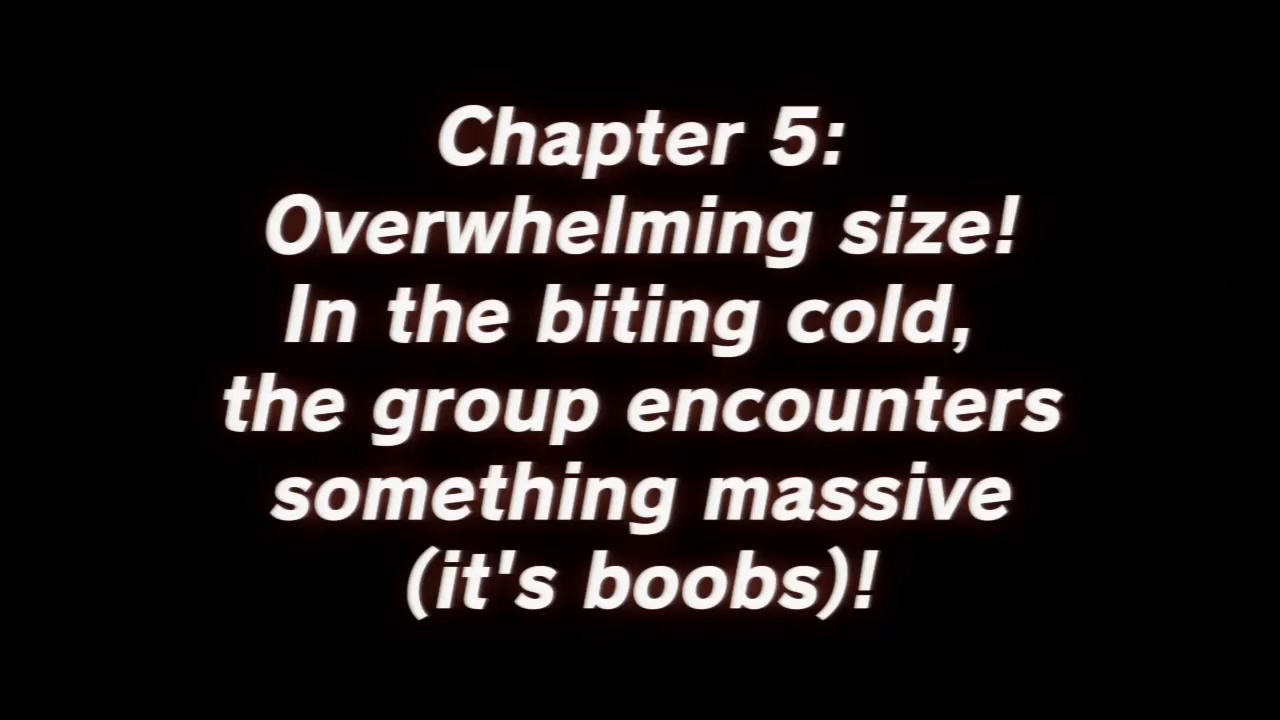 Chapter 5:
Overwhelming size!
In the biting cold,
the group encounters
something massive
(it's boobs)!